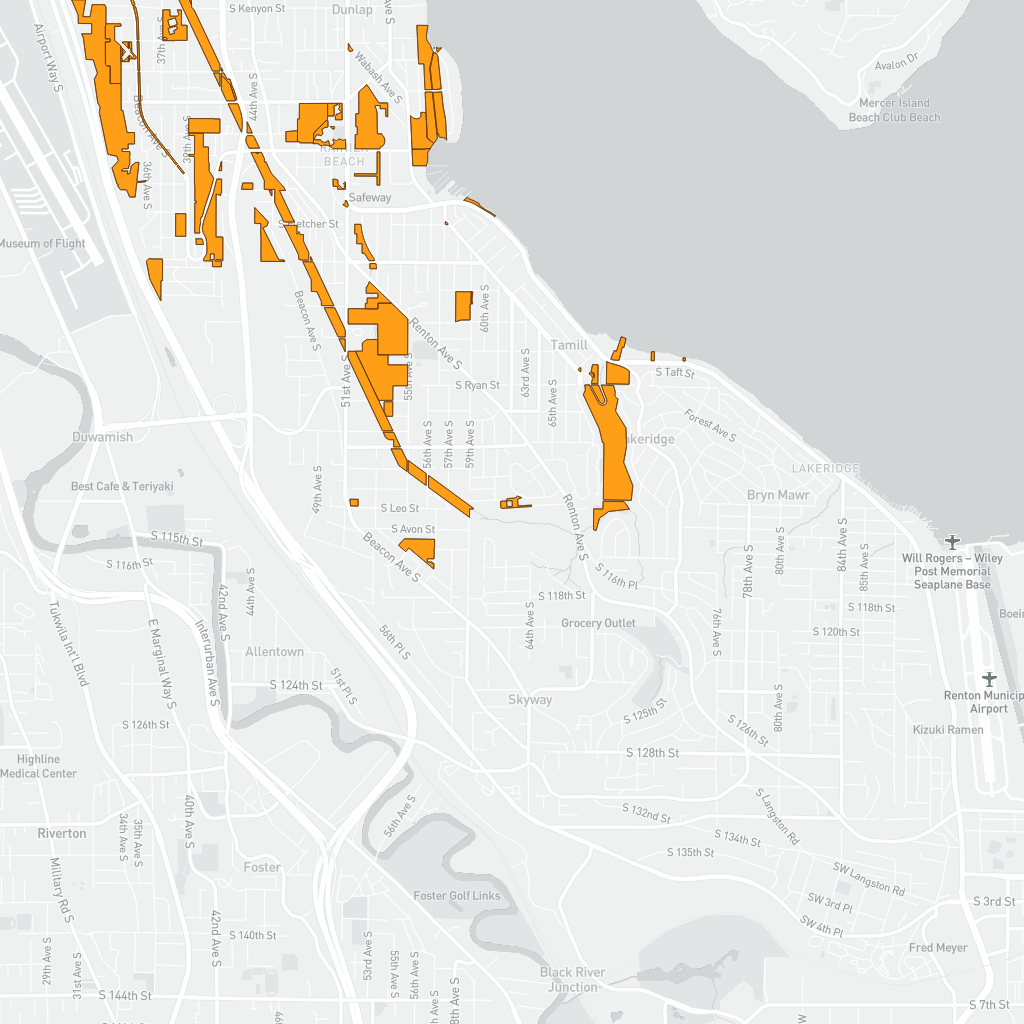 S Kenyon St
Dunlap
37th Ave S
Airport Way S
Wabash Ave S
Avalon Dr
Mercer Island
Beach Club Beach
44th Ave S
Beacon Ave S
39th Ave S
BEACH
36th Ave S
Safeway
Museum of Flight
Beacon Ave S
60th Ave S
Renton Ave S
Tamill
51st Ave S
55th Ave S
S Ryan St
63rd Ave S
65th Ave S
S Taft St
Forest Ave S
Duwamish
56th Ave S
57th Ave S
59th Ave S
LAKERIDGE
Best Cafe & Teriyaki
49th Ave S
S Leo St
S Avon St
Renton Ave S
Bryn Mawr
S 115th St
S 116th St
Beacon Ave S
S 116th Pl
80th Ave S
84th Ave S
85th Ave S
78th Ave S
Will Rogers – Wiley
Post Memorial
Seaplane Base
42nd Ave S
44th Ave S
Tukwila Int'l Blvd
E Marginal Way S
Interurban Ave S
S 118th St
64th Ave S
Grocery Outlet
76th Ave S
S 118th St
S 120th St
Allentown
56th Pl S
51st Pl S
S 124th St
Skyway
S 125th St
S 126th St
80th Ave S
Renton Municip
Airport
Kizuki Ramen
S 126th St
S 128th St
Highline
Medical Center
40th Ave S
34th Ave S
35th Ave S
56th Ave S
S 132nd St
S Langston Rd
S 134th St
S 135th St
Riverton
Military Rd S
Foster
Foster Golf Links
SW Langston Rd
SW 3rd Pl
SW 4th Pl
S 3rd St
42nd Ave S
S 140th St
53rd Ave S
55th Ave S
56th Ave S
29th Ave S
31st Ave S
Fred Meyer
Black River
Junction
S 144th St
S 7th St